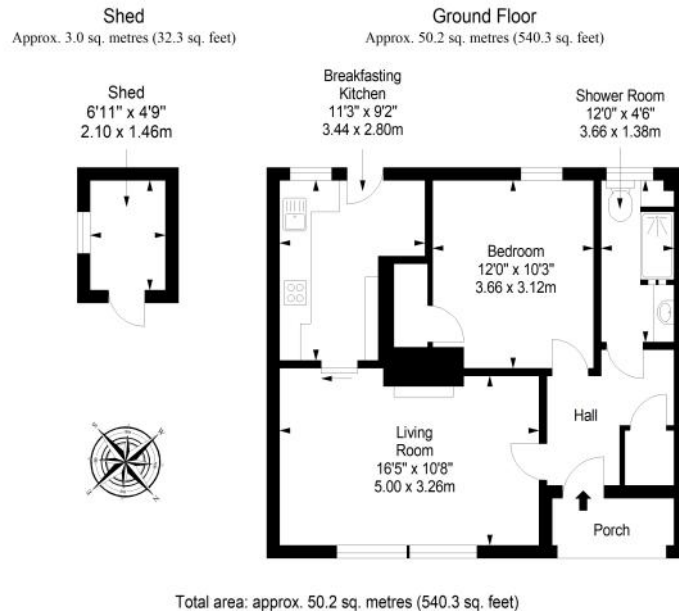 Shed
Approx. 3.0 sq. metres (32.3 sq. feet)
Ground Floor
Approx. 50.2 sq. metres (540.3 sq. feet)
Shed
6'11" x 4'9"
2.10 x 1.46m
Breakfasting
Kitchen
11'3" x 9'2"
3.44 x 2.80m
Shower Room
12'0" x 4'6"
3.66 x 1.38m
Bedroom
12'0" x 10'3"
3.66 x 3.12m
Hall
Living
Room
16'5" x 10'8"
5.00 x 3.26m
Porch
Total area: approx. 50.2 sq. metres (540.3 sq. feet)